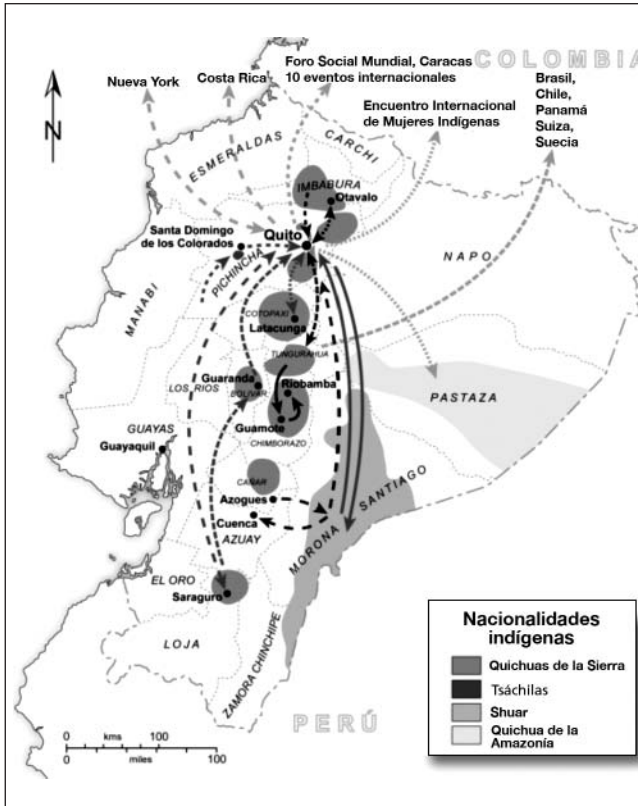 COLOMBIA
Foro Social Mundial, Caracas
10 eventos internacionales
Nueva York
Costa Rica
Brasil,
Chile,
Panamá
Suiza,
Suecia
Encuentro Internacional
de Mujeres Indígenas
N
ESMERALDAS
CARCHI
IMBABURA
Otavalo
Santa Domingo
de los Colorados
Quito
NAPO
PICHINCHA
MANABI
COTOPAXI
Latacunga
TUNGURAHUA
Guaranda
Riobamba
LOS RIOS
BOLIVAR
PASTAZA
Guamote
GUAYAS
CHIMBORAZO
Guayaquil
CAÑAR
MORONA SANTIAGO
Azogues
Cuenca
AZUAY
EL ORO
Saraguro
LOJA
ZAMORA CHINCHIPE
PERÚ
Nacionalidades
indígenas
Quichuas de la Sierra
Tsáchilas
Shuar
Quichua de la
Amazonía
0 kms 100
0 miles 100